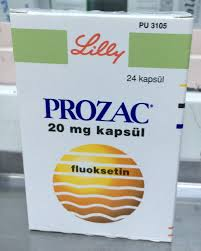 PU 3105
Lilly
24 kapsül
PROZAC®
20 mg kapsül
fluoksetin